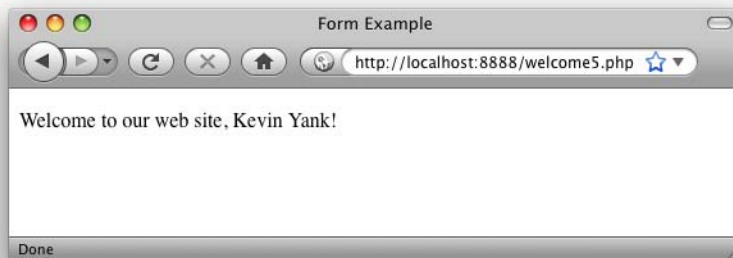 Form Example
http://localhost:8888/welcome5.php
Welcome to our web site, Kevin Yank!
Done